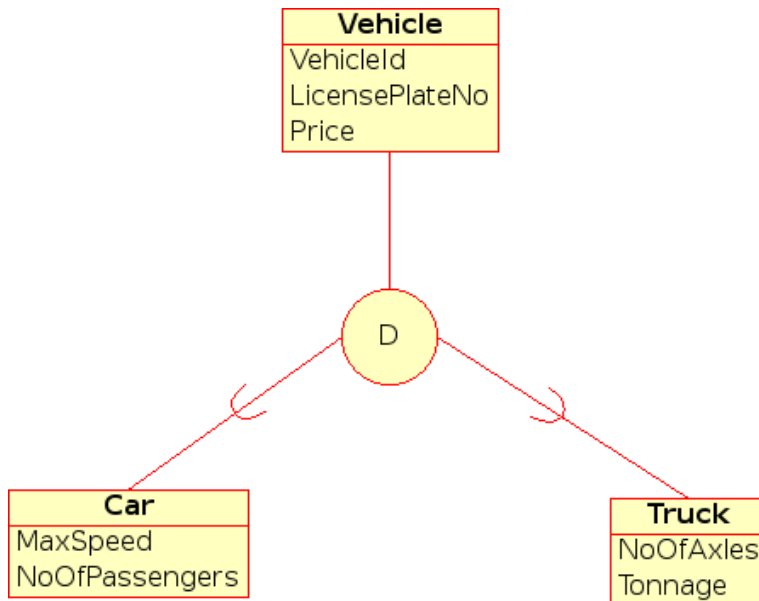 Vehicle
VehicleId
LicensePlateNo
Price
D
Car
MaxSpeed
NoOfPassengers
Truck
NoOfAxles
Tonnage